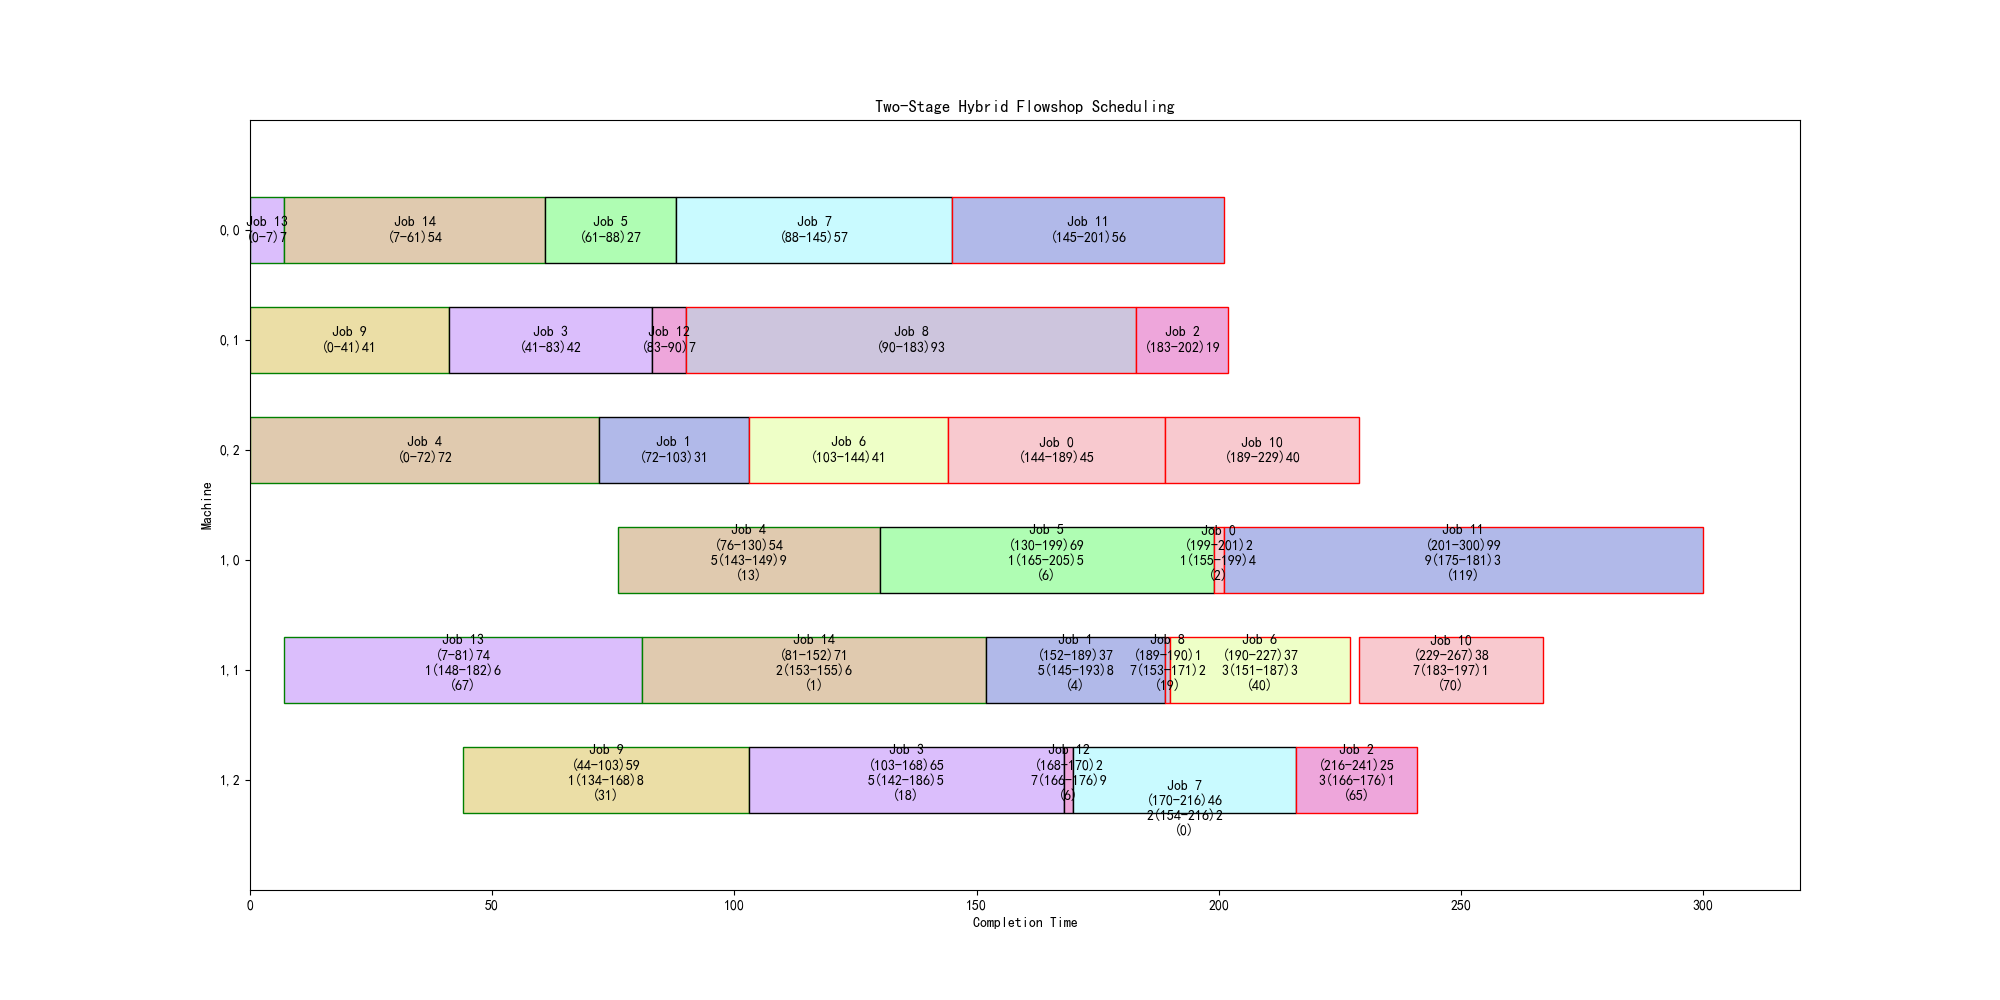 Two-Stage Hybrid Flowshop Scheduling
Machine
0,0
Job 13
(0-7)7
Job 14
(7-61)54
Job 5
(61-88)27
Job 7
(88-145)57
Job 11
(145-201)56
0,1
Job 9
(0-41)41
Job 3
(41-83)42
Job 12
(83-90)7
Job 8
(90-183)93
Job 2
(183-202)19
0,2
Job 4
(0-72)72
Job 1
(72-103)31
Job 6
(103-144)41
Job 0
(144-189)45
Job 10
(189-229)40
1,0
Job 4
(76-130)54
5(143-149)9
(13)
Job 5
(130-199)69
1(165-205)5
(6)
Job 0
(199-201)2
1(155-199)4
(2)
Job 11
(201-300)99
9(175-181)3
(119)
1,1
Job 13
(7-81)74
1(148-182)6
(67)
Job 14
(81-152)71
2(153-155)6
(1)
Job 1
(152-189)37
5(145-193)8
(4)
Job 8
(189-190)1
7(153-171)2
(19)
Job 6
(190-227)37
3(151-187)3
(40)
Job 10
(229-267)38
7(183-197)1
(70)
1,2
Job 9
(44-103)59
1(134-168)8
(31)
Job 3
(103-168)65
5(142-186)5
(18)
Job 12
(168-170)2
7(166-176)9
(6)
Job 7
(170-216)46
2(154-216)2
(0)
Job 2
(216-241)25
3(166-176)1
(65)
0
50
100
150
200
250
300
Completion Time